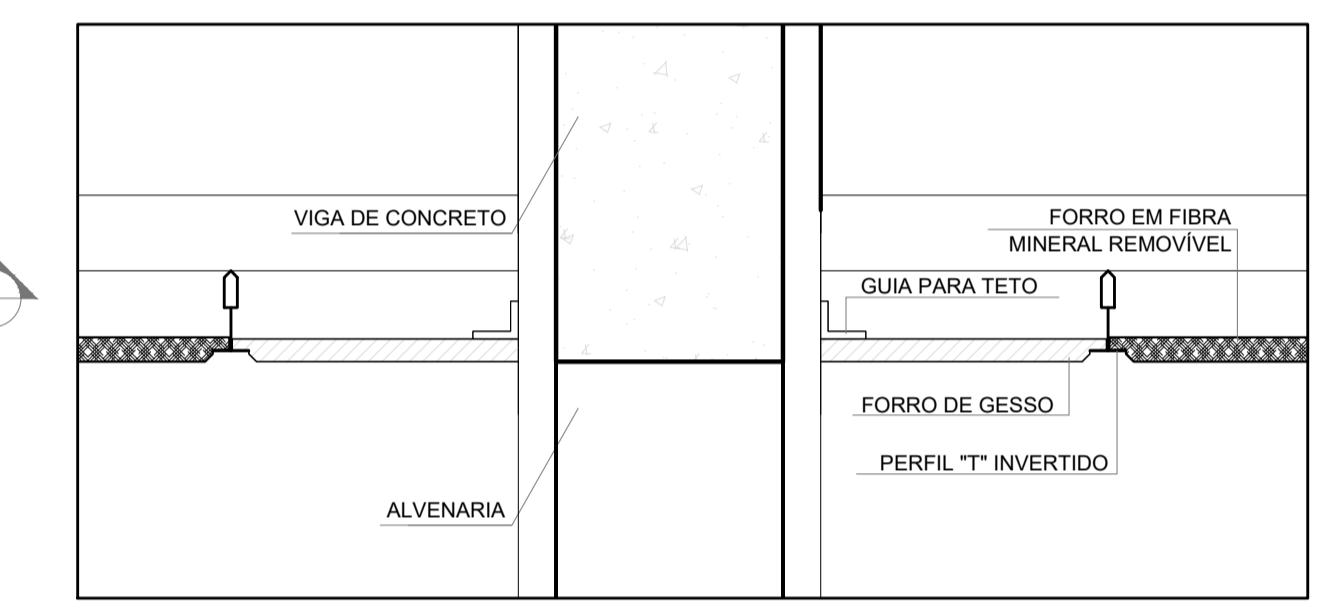 VIGA DE CONCRETO
FORRO EM FIBRA
MINERAL REMOVÍVEL
GUIA PARA TETO
FORRO DE GESSO
PERFIL "T" INVERTIDO
ALVENARIA